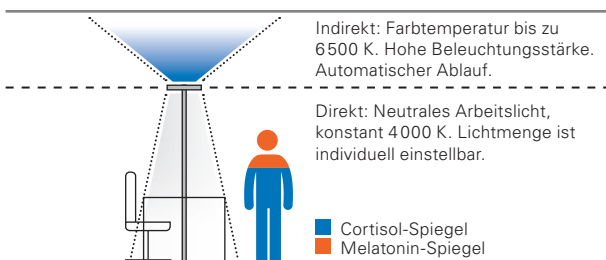 Indirekt: Farbtemperatur bis zu
6500 K. Hohe Beleuchtungsstärke.
Automatischer Ablauf.
Direkt: Neutrales Arbeitslicht,
konstant 4000 K. Lichtmenge ist
individuell einstellbar.
Cortisol-Spiegel
Melatonin-Spiegel